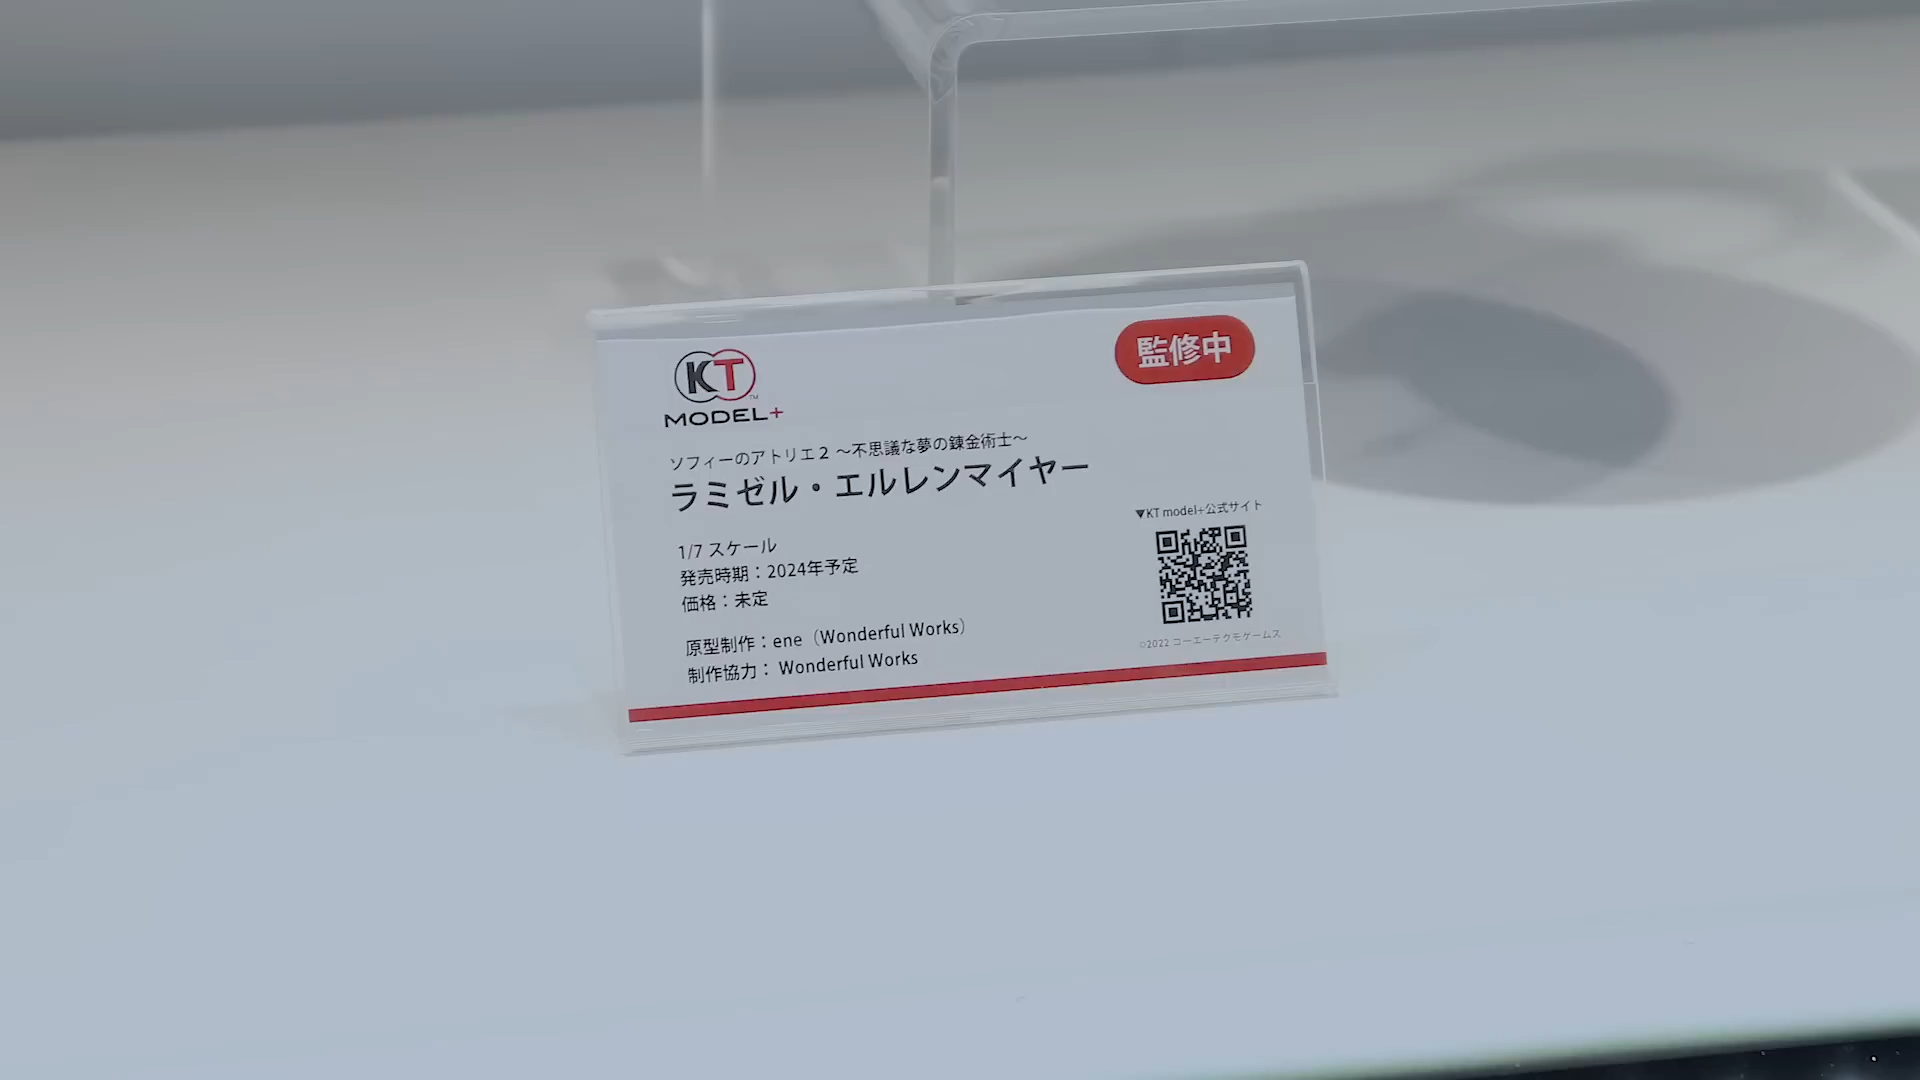 KT
MODEL+
監修中
ソフィーのアトリエ2 ～不思議な夢の錬金術士～
ラミゼル・エルレンマイヤー
1/7 スケール
発売時期：2024年予定
価格：未定
原型制作：ene（Wonderful Works）
制作協力： Wonderful Works
▼KT model+公式サイト
©2022 コーエーテクモゲームス